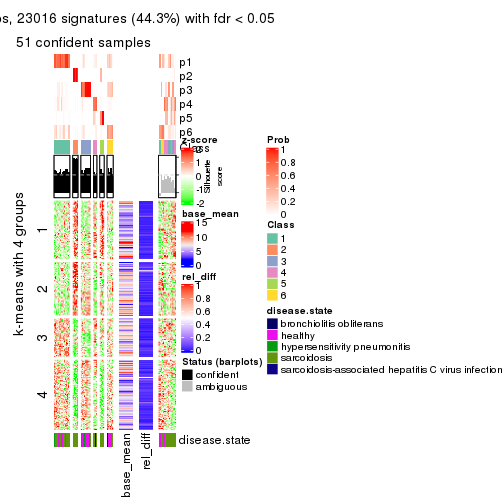 os, 23016 signatures (44.3%) with fdr < 0.05
51 confident samples
p1
p2
p3
p4
p5
p6
z-score
Class
2
-2
Silhouette
score
k-means with 4 groups
1
2
3
4
base_mean
15
10
5
0
rel_diff
1
0.8
0.6
0.4
0.2
0
Status (barplots)
confident
ambiguous
Prob
1
0.8
0.6
0.4
0.2
0
Class
1
2
3
4
5
6
disease.state
bronchiolitis obliterans
healthy
hypersensitivity pneumonitis
sarcoidosis
sarcoidosis-associated hepatitis C virus infection
disease.state
base_mean
rel_diff